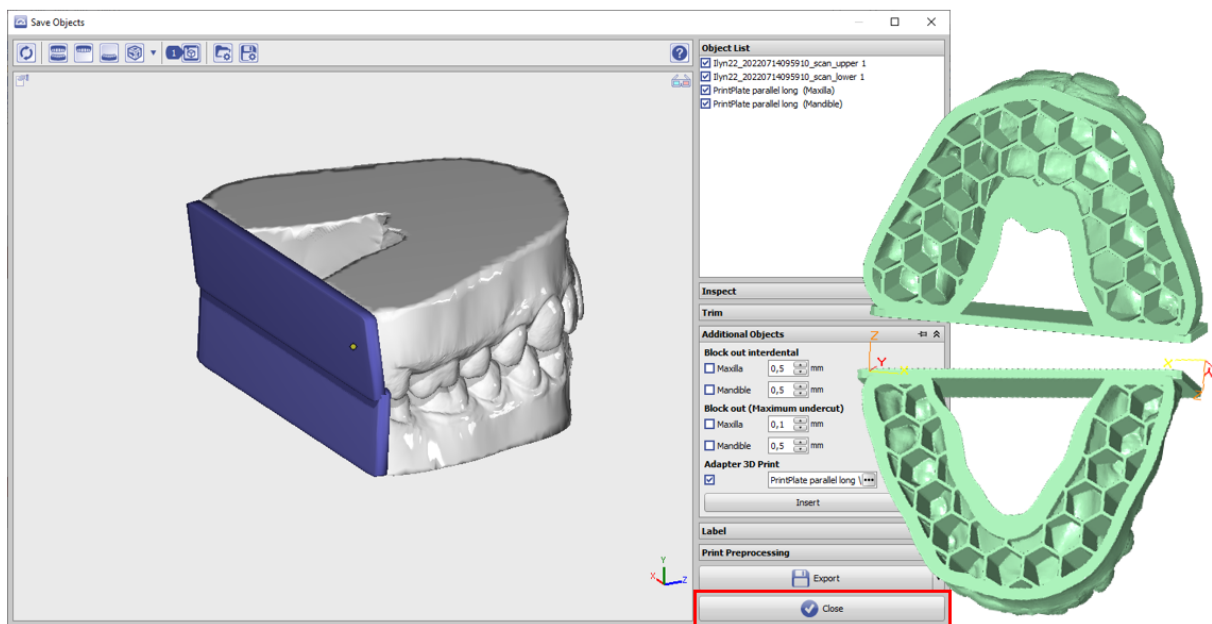 Save Objects
1
Object List
Ilyn22_20220714095910_scan_upper 1
Ilyn22_20220714095910_scan_lower 1
PrintPlate parallel long (Maxilla)
PrintPlate parallel long (Mandible)
Inspect
Trim
Additional Objects
Block out interdental
Maxilla 0,5 mm
Mandible 0,5 mm
Block out (Maximum undercut)
Maxilla 0,1 mm
Mandible 0,5 mm
Adapter 3D Print
PrintPlate parallel long \
Insert
Label
Print Preprocessing
Export
Close
Y
X Z
Z
Y X
X